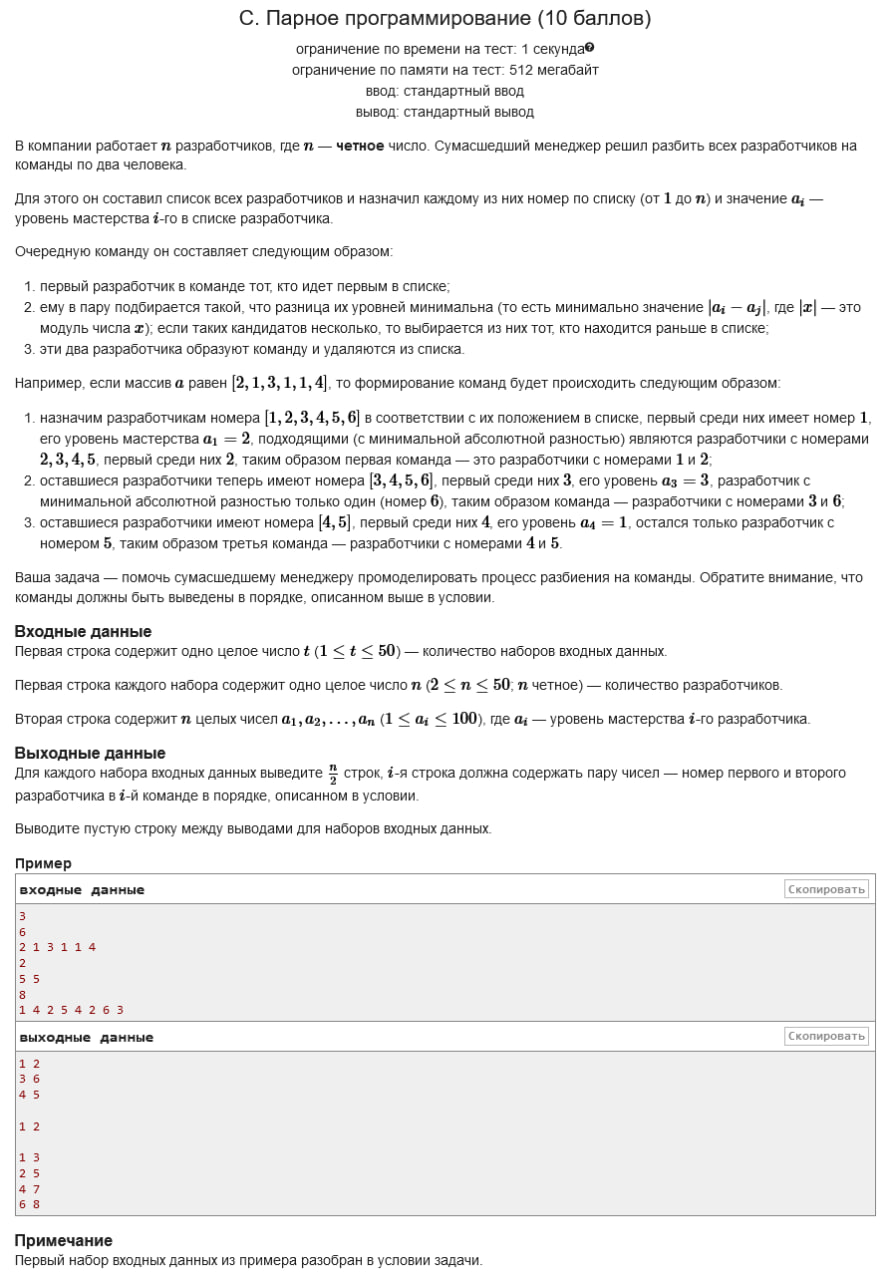 C. Парное программирование (10 баллов)
ограничение по времени на тест: 1 секунда?
ограничение по памяти на тест: 512 мегабайт
ввод: стандартный ввод
вывод: стандартный вывод
В компании работает n разработчиков, где n — четное число. Сумасшедший менеджер решил разбить всех разработчиков на
команды по два человека.
Для этого он составил список всех разработчиков и назначил каждому из них номер по списку (от 1 до n) и значение aᵢ —
уровень мастерства i-го в списке разработчика.
Очередную команду он составляет следующим образом:
1. первый разработчик в команде тот, кто идет первым в списке;
2. ему в пару подбирается такой, что разница их уровней минимальна (то есть минимально значение |aᵢ − aⱼ|, где |x| — это
модуль числа x); если таких кандидатов несколько, то выбирается из них тот, кто находится раньше в списке;
3. эти два разработчика образуют команду и удаляются из списка.
Например, если массив a равен [2, 1, 3, 1, 1, 4], то формирование команд будет происходить следующим образом:
1. назначим разработчикам номера [1, 2, 3, 4, 5, 6] в соответствии с их положением в списке, первый среди них имеет номер 1,
его уровень мастерства a₁ = 2, подходящими (с минимальной абсолютной разностью) являются разработчики с номерами
2, 3, 4, 5, первый среди них 2, таким образом первая команда — это разработчики с номерами 1 и 2;
2. оставшиеся разработчики теперь имеют номера [3, 4, 5, 6], первый среди них 3, его уровень a₃ = 3, разработчик с
минимальной абсолютной разностью только один (номер 6), таким образом команда — разработчики с номерами 3 и 6;
3. оставшиеся разработчики имеют номера [4, 5], первый среди них 4, его уровень a₄ = 1, остался только разработчик с
номером 5, таким образом третья команда — разработчики с номерами 4 и 5.
Ваша задача — помочь сумасшедшему менеджеру промоделировать процесс разбиения на команды. Обратите внимание, что
команды должны быть выведены в порядке, описанном выше в условии.
Входные данные
Первая строка содержит одно целое число t (1 ≤ t ≤ 50) — количество наборов входных данных.
Первая строка каждого набора содержит одно целое число n (2 ≤ n ≤ 50; n четное) — количество разработчиков.
Вторая строка содержит n целых чисел a₁, a₂, . . . , aₙ (1 ≤ aᵢ ≤ 100), где aᵢ — уровень мастерства i-го разработчика.
Выходные данные
Для каждого набора входных данных выведите n/2 строк, i-я строка должна содержать пару чисел — номер первого и второго
разработчика в i-й команде в порядке, описанном в условии.
Выводите пустую строку между выводами для наборов входных данных.
Пример
входные данные Скопировать
3
6
2 1 3 1 1 4
2
5 5
8
1 4 2 5 4 2 6 3
выходные данные Скопировать
1 2
3 6
4 5
1 2
1 3
2 5
4 7
6 8
Примечание
Первый набор входных данных из примера разобран в условии задачи.